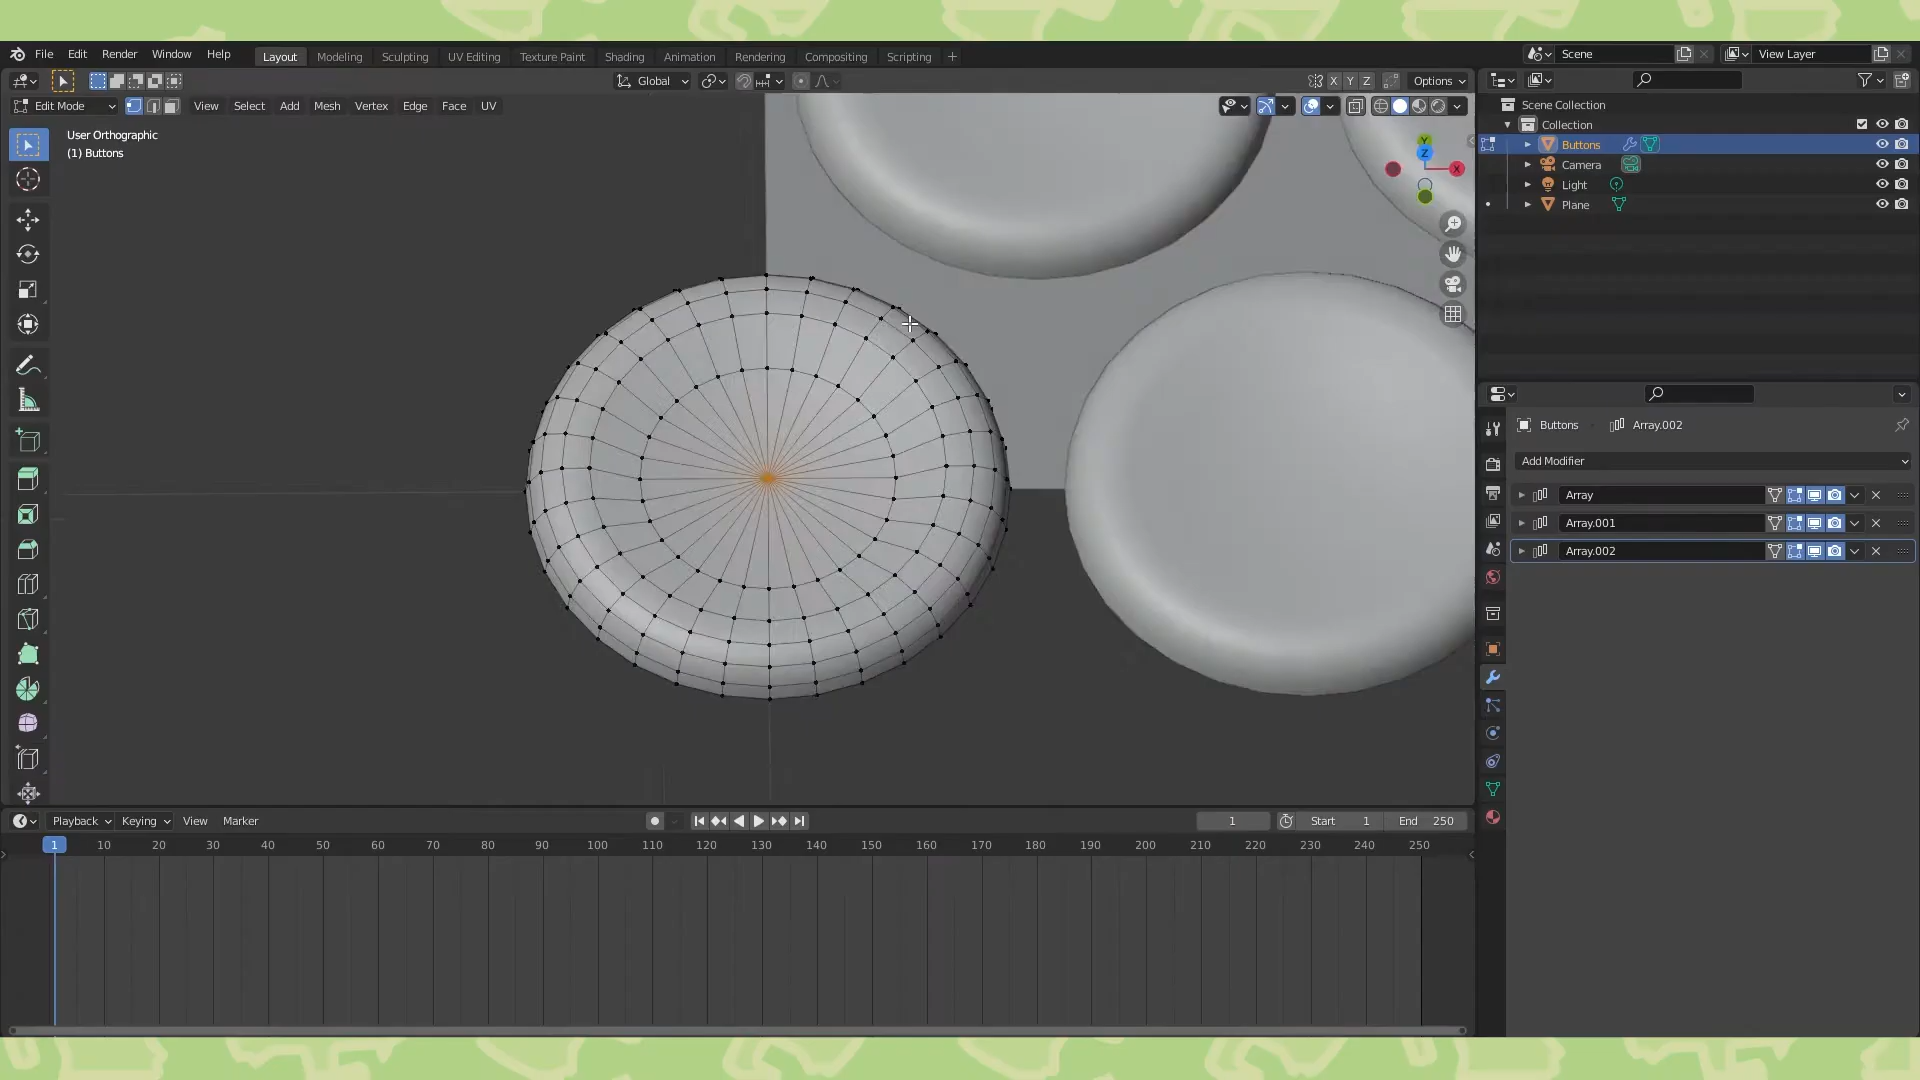 File Edit Render Window Help Layout Modeling Sculpting UV Editing Texture Paint Shading Animation Rendering Compositing Scripting + Scene View Layer
Global X Y Z Options
Edit Mode View Select Add Mesh Vertex Edge Face UV
Scene Collection
Collection
User Orthographic
(1) Buttons
Y
Z
X
Buttons
Camera
Light
Plane
Buttons Array.002
Add Modifier
Array
Array.001
Array.002
Playback Keying View Marker 1 Start 1 End 250
1 10 20 30 40 50 60 70 80 90 100 110 120 130 140 150 160 170 180 190 200 210 220 230 240 250